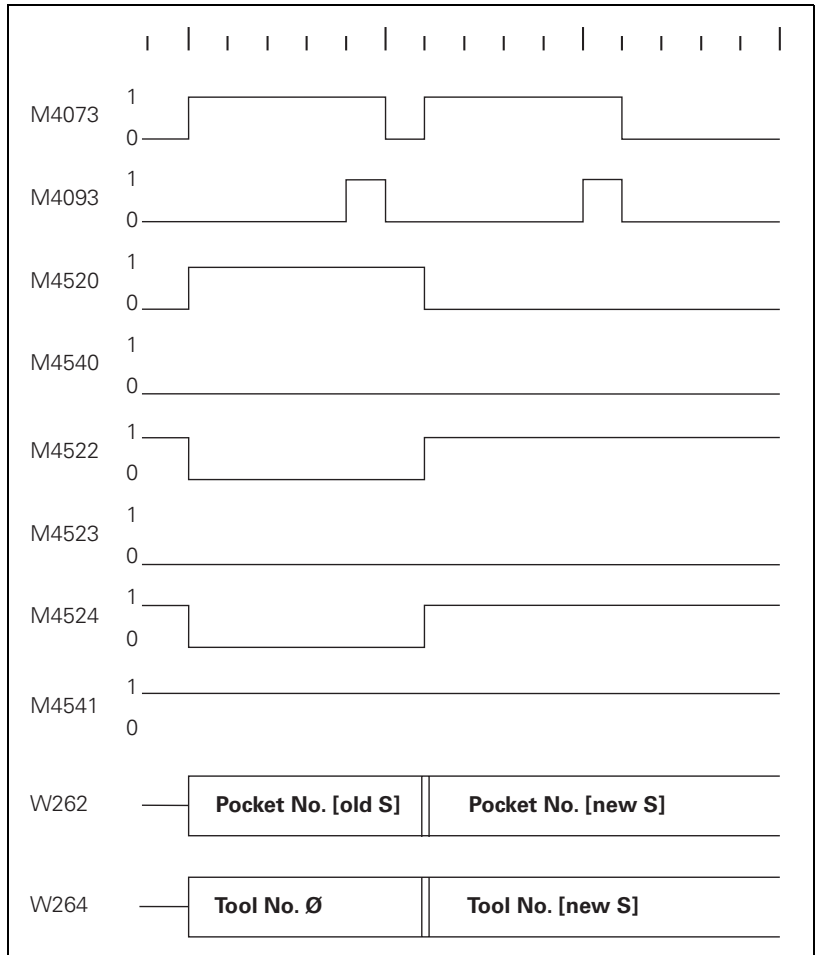 M4073 1
0
M4093 1
0
M4520 1
0
M4540 1
0
M4522 1
0
M4523 1
0
M4524 1
0
M4541 1
0
W262 Pocket No. [old S] Pocket No. [new S]
W264 Tool No. Ø Tool No. [new S]